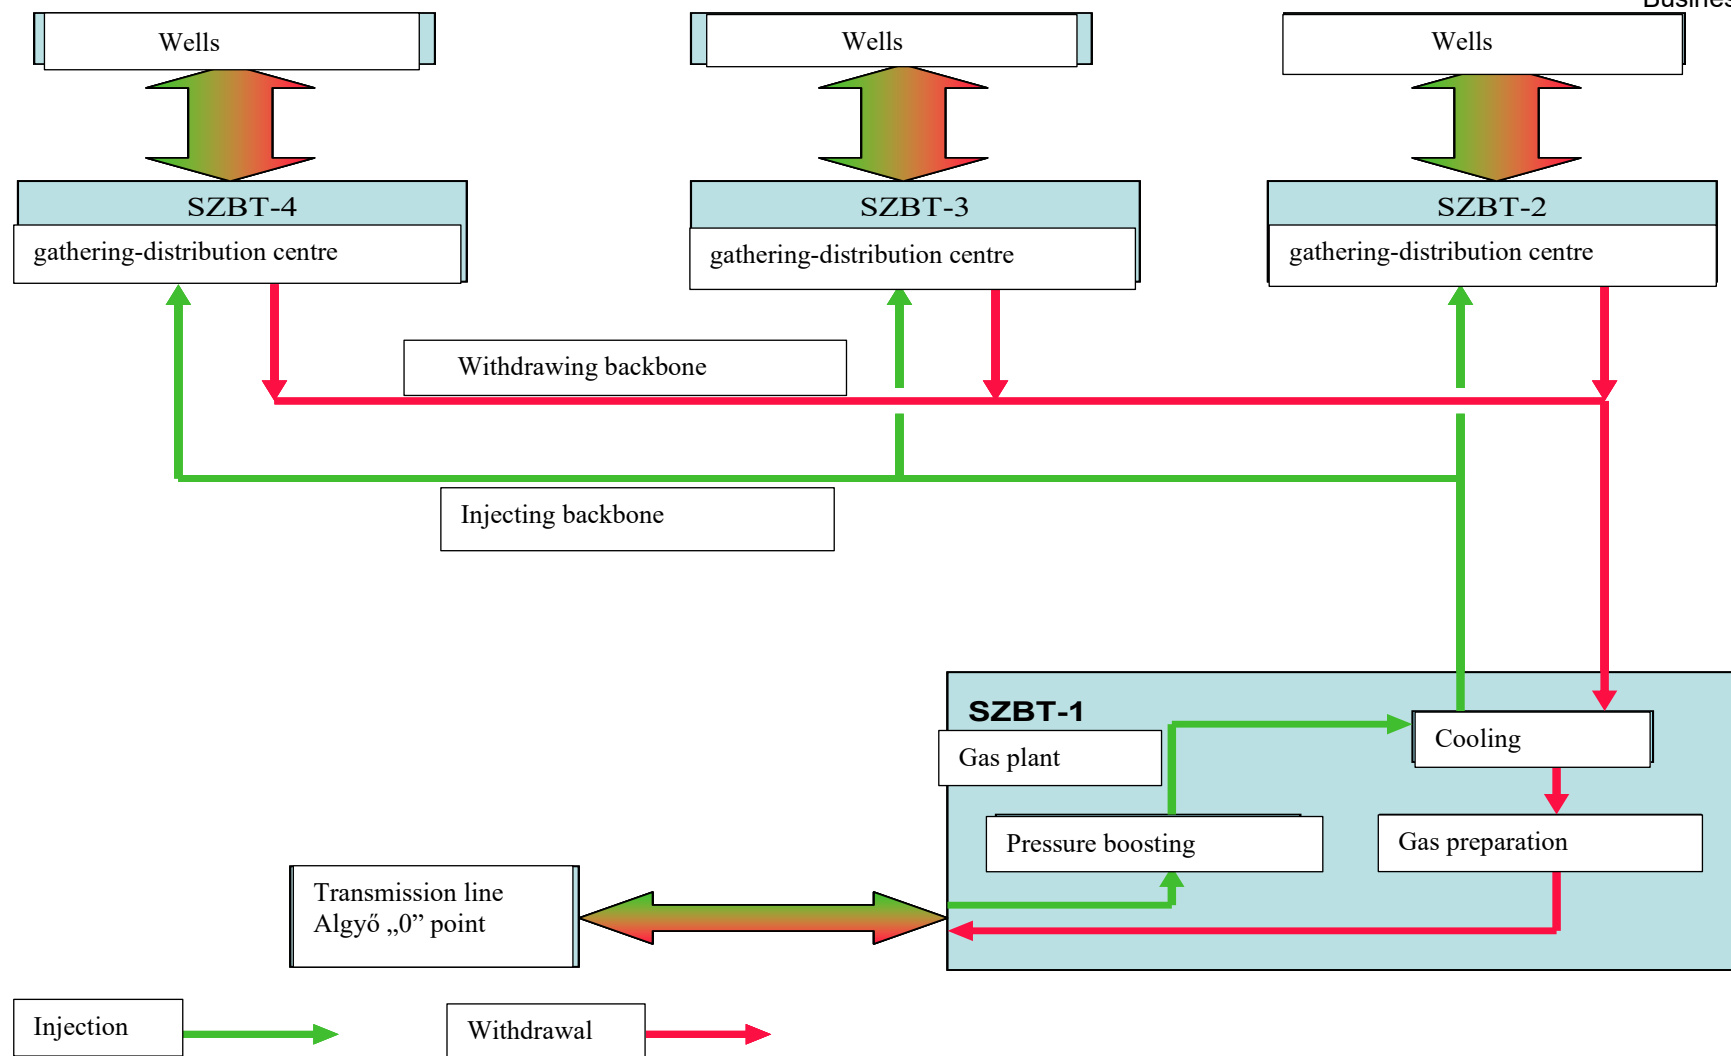 Wells
Wells
Wells
SZBT-4
SZBT-3
SZBT-2
gathering-distribution centre
gathering-distribution centre
gathering-distribution centre
Withdrawing backbone
Injecting backbone
SZBT-1
Gas plant
Cooling
Pressure boosting
Gas preparation
Transmission line
Algyő „0” point
Injection
Withdrawal